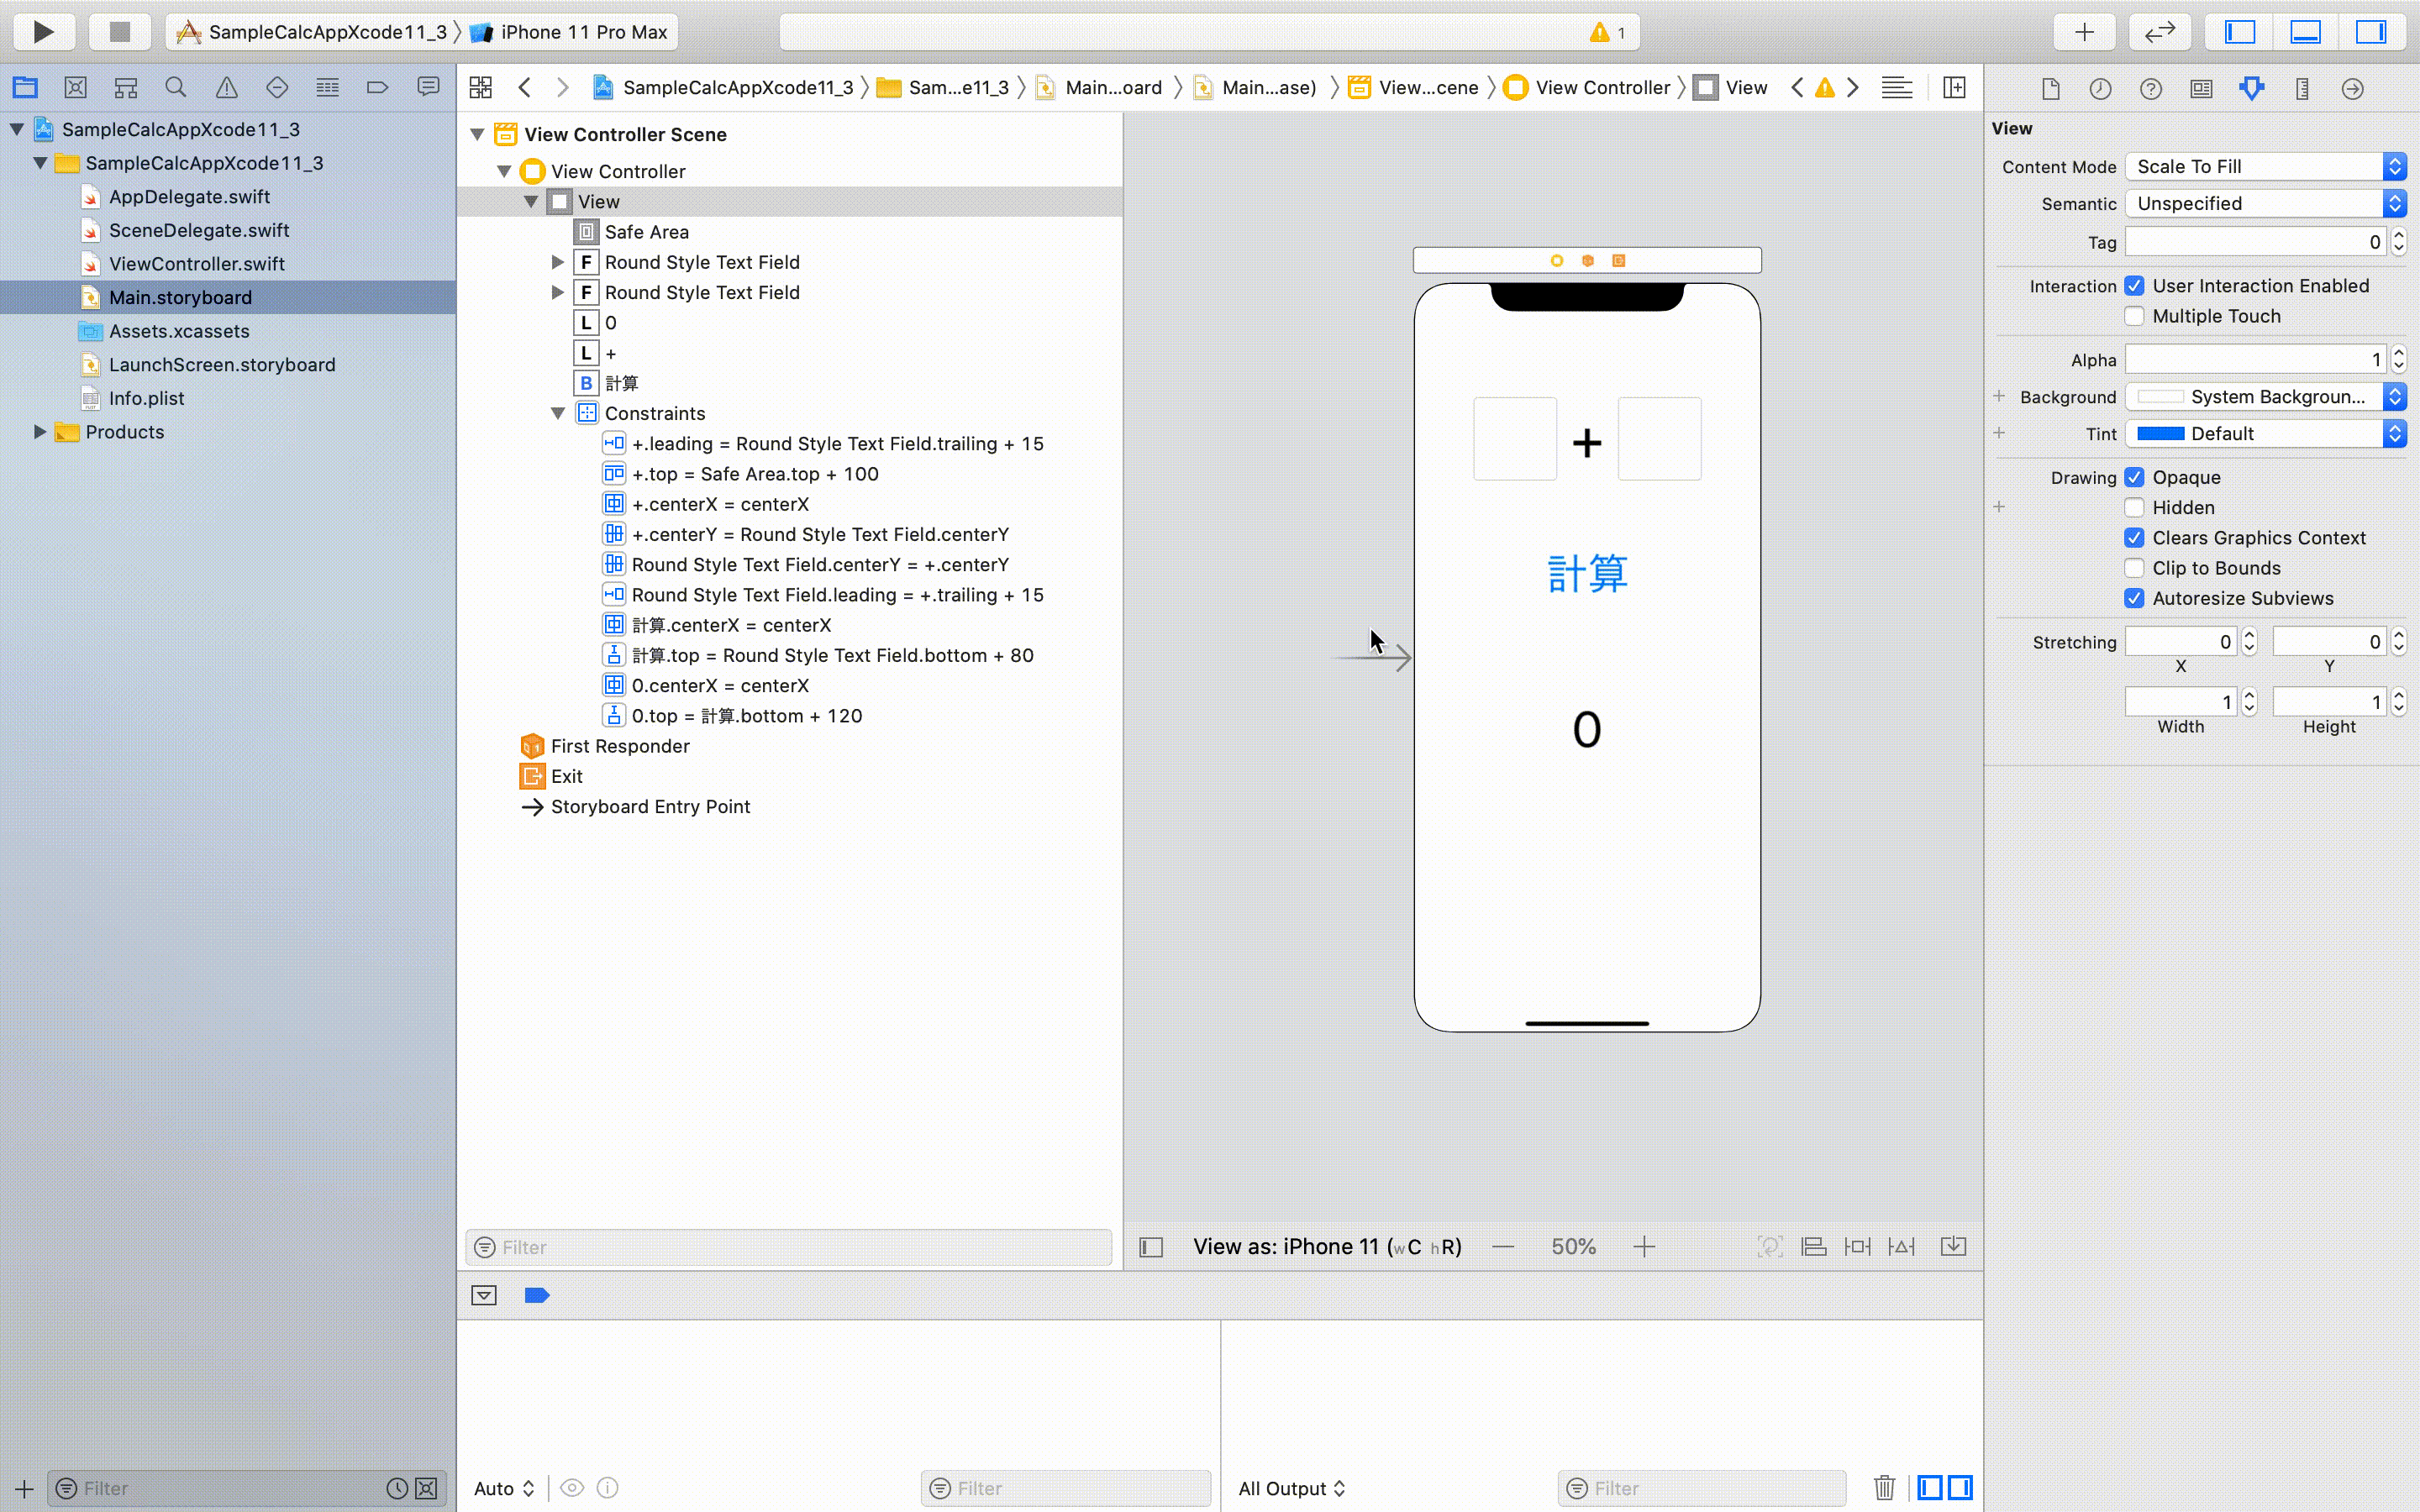 SampleCalcAppXcode11_3 〉 iPhone 11 Pro Max
1
SampleCalcAppXcode11_3 〉 Sam...e11_3 〉 Main...oard 〉 Main...ase) 〉 View...cene 〉 View Controller 〉 View
SampleCalcAppXcode11_3
SampleCalcAppXcode11_3
AppDelegate.swift
SceneDelegate.swift
ViewController.swift
Main.storyboard
Assets.xcassets
LaunchScreen.storyboard
Info.plist
Products
Filter
View Controller Scene
View Controller
View
Safe Area
F Round Style Text Field
F Round Style Text Field
L 0
L +
B 計算
Constraints
+.leading = Round Style Text Field.trailing + 15
+.top = Safe Area.top + 100
+.centerX = centerX
+.centerY = Round Style Text Field.centerY
Round Style Text Field.centerY = +.centerY
Round Style Text Field.leading = +.trailing + 15
計算.centerX = centerX
計算.top = Round Style Text Field.bottom + 80
0.centerX = centerX
0.top = 計算.bottom + 120
First Responder
Exit
Storyboard Entry Point
Filter
+
計算
0
View as: iPhone 11 (wC hR)
50%
Auto
Filter
All Output
Filter
View
Content Mode Scale To Fill
Semantic Unspecified
Tag 0
Interaction User Interaction Enabled
Multiple Touch
Alpha 1
+ Background System Backgroun...
+ Tint Default
Drawing Opaque
+ Hidden
Clears Graphics Context
Clip to Bounds
Autoresize Subviews
Stretching 0 0
X Y
1 1
Width Height